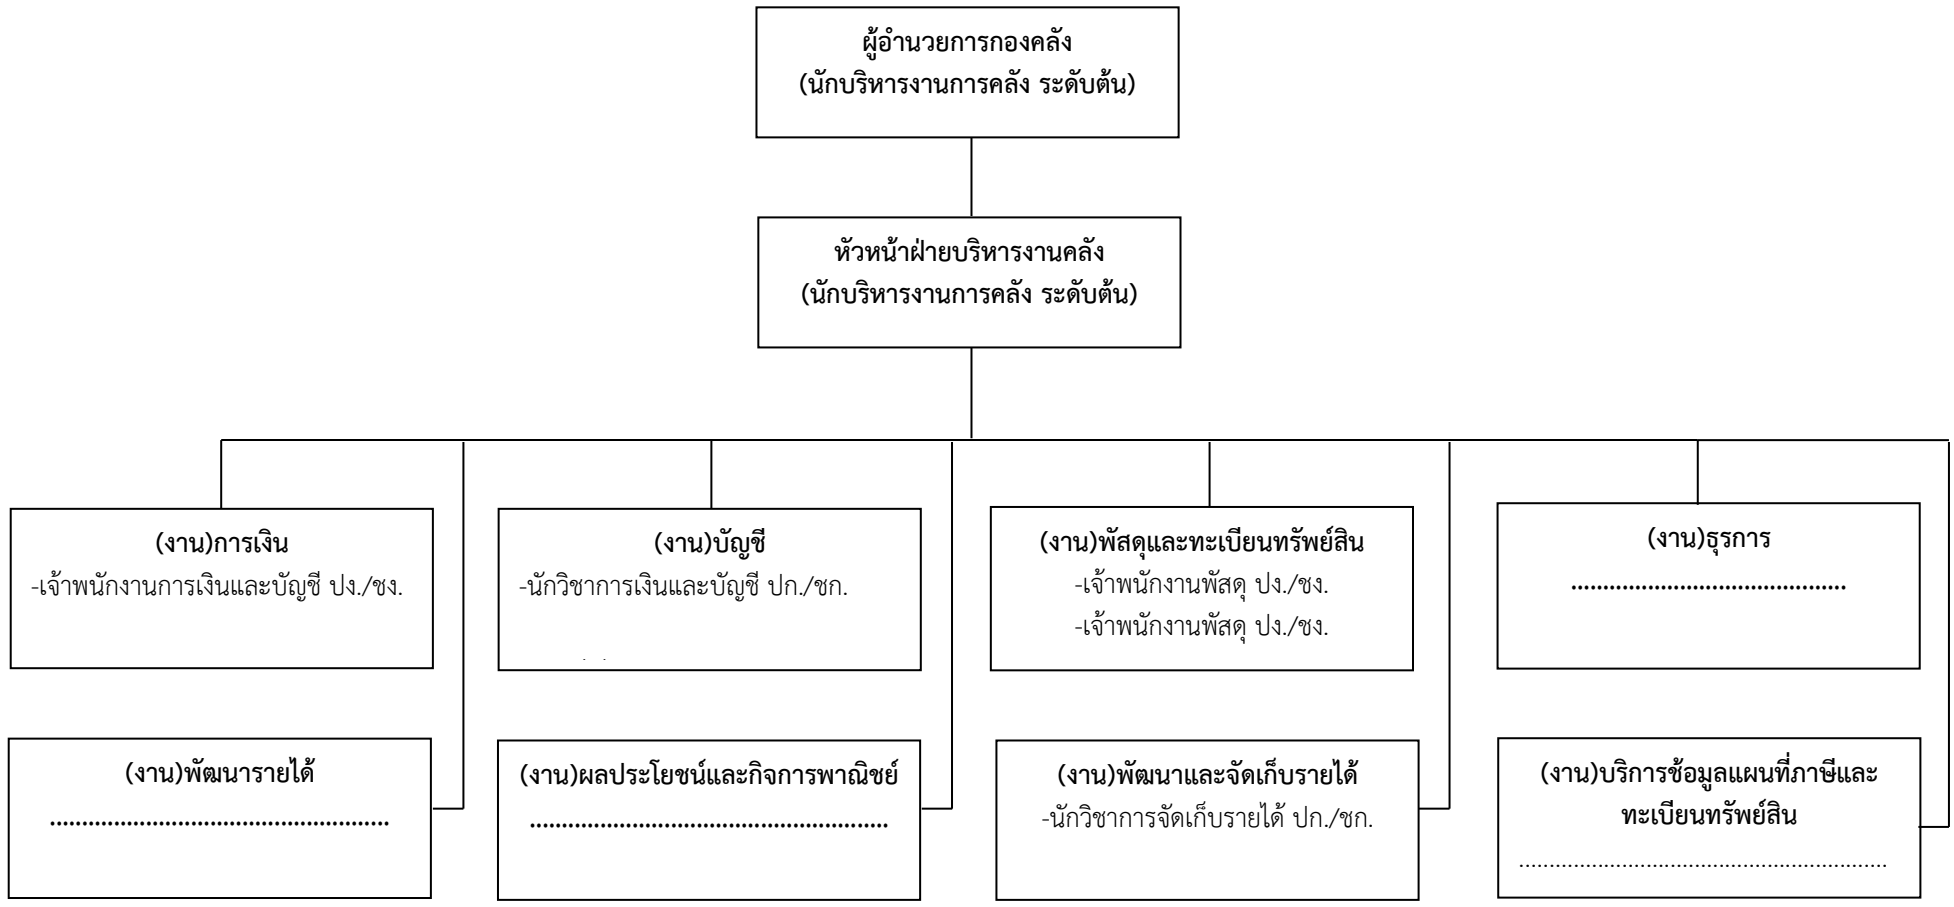 ผู้อำนวยการกองคลัง
(นักบริหารงานการคลัง ระดับต้น)
หัวหน้าฝ่ายบริหารงานคลัง
(นักบริหารงานการคลัง ระดับต้น)
(งาน)การเงิน
-เจ้าพนักงานการเงินและบัญชี ปง./ชง.
(งาน)บัญชี
-นักวิชาการเงินและบัญชี ปก./ชก.
(งาน)พัสดุและทะเบียนทรัพย์สิน
-เจ้าพนักงานพัสดุ ปง./ชง.
-เจ้าพนักงานพัสดุ ปง./ชง.
(งาน)ธุรการ
...........................................
(งาน)พัฒนารายได้
.....................................................
(งาน)ผลประโยชน์และกิจการพาณิชย์
........................................................
(งาน)พัฒนาและจัดเก็บรายได้
-นักวิชาการจัดเก็บรายได้ ปก./ชก.
(งาน)บริการช้อมูลแผนที่ภาษีและ
ทะเบียนทรัพย์สิน
.............................................................